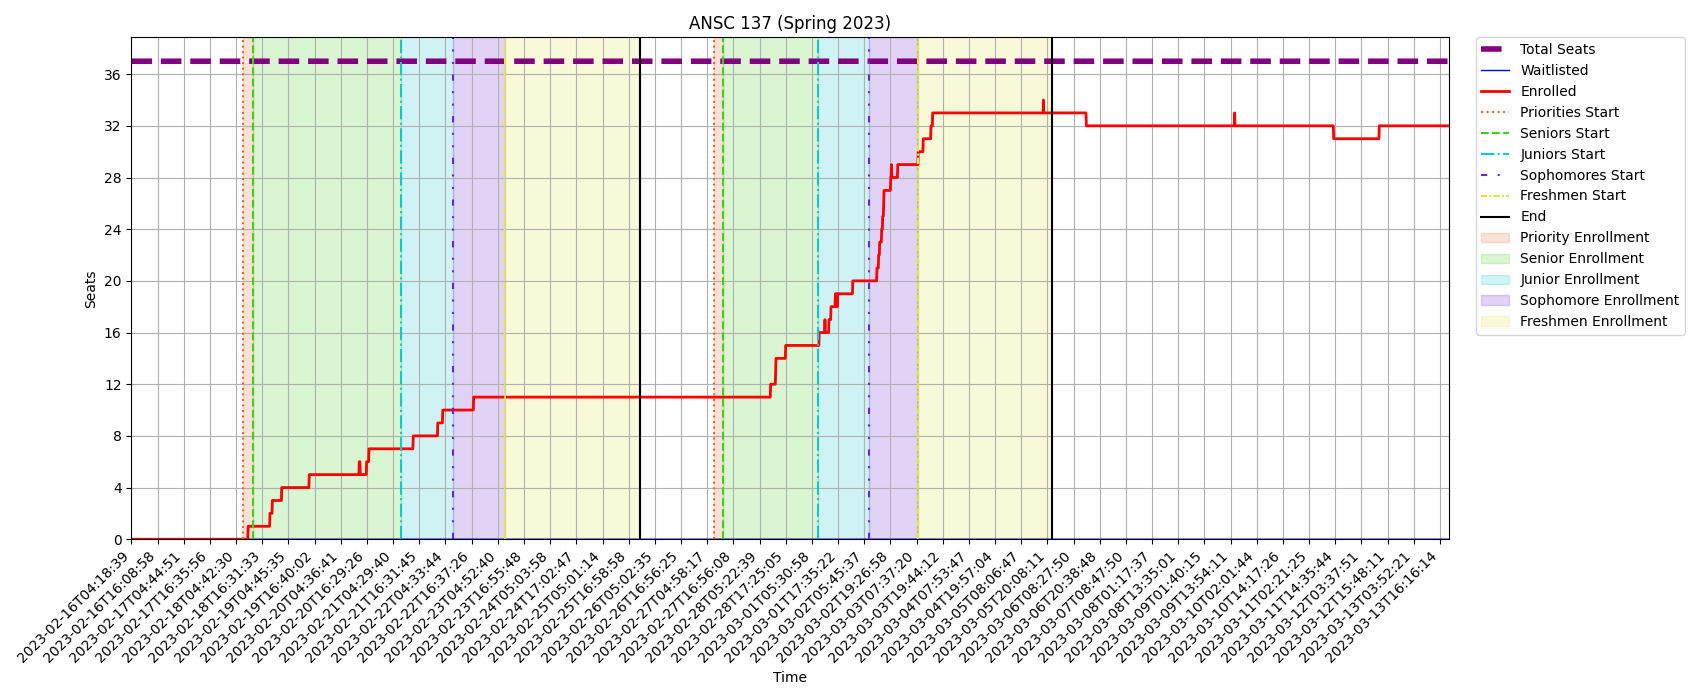 ANSC 137 (Spring 2023)
Total Seats
Waitlisted
Enrolled
Priorities Start
Seniors Start
Juniors Start
Sophomores Start
Freshmen Start
End
Priority Enrollment
Senior Enrollment
Junior Enrollment
Sophomore Enrollment
Freshmen Enrollment
Seats
36
32
28
24
20
16
12
8
4
0
2023-02-16T04:18:39
2023-02-16T16:08:58
2023-02-17T04:44:51
2023-02-17T16:35:56
2023-02-18T04:42:30
2023-02-18T16:31:33
2023-02-19T04:45:35
2023-02-19T16:40:02
2023-02-20T04:36:41
2023-02-20T16:29:26
2023-02-21T04:29:40
2023-02-21T16:31:45
2023-02-22T04:33:44
2023-02-22T16:37:26
2023-02-23T04:52:40
2023-02-23T16:55:48
2023-02-24T05:03:58
2023-02-24T17:02:47
2023-02-25T05:01:14
2023-02-25T16:58:58
2023-02-26T05:02:35
2023-02-26T16:56:25
2023-02-27T04:58:17
2023-02-27T16:56:08
2023-02-28T05:22:39
2023-02-28T17:25:05
2023-03-01T05:30:58
2023-03-01T17:35:22
2023-03-02T05:45:37
2023-03-02T19:26:58
2023-03-03T07:37:20
2023-03-03T19:44:12
2023-03-04T07:53:47
2023-03-04T19:57:04
2023-03-05T08:06:47
2023-03-05T20:08:11
2023-03-06T08:27:50
2023-03-06T20:38:48
2023-03-07T08:47:50
2023-03-08T01:17:37
2023-03-08T13:35:01
2023-03-09T01:40:15
2023-03-09T13:54:11
2023-03-10T02:01:44
2023-03-10T14:17:26
2023-03-11T02:21:25
2023-03-11T14:35:44
2023-03-12T03:37:51
2023-03-12T15:48:11
2023-03-13T03:52:21
2023-03-13T16:16:14
Time